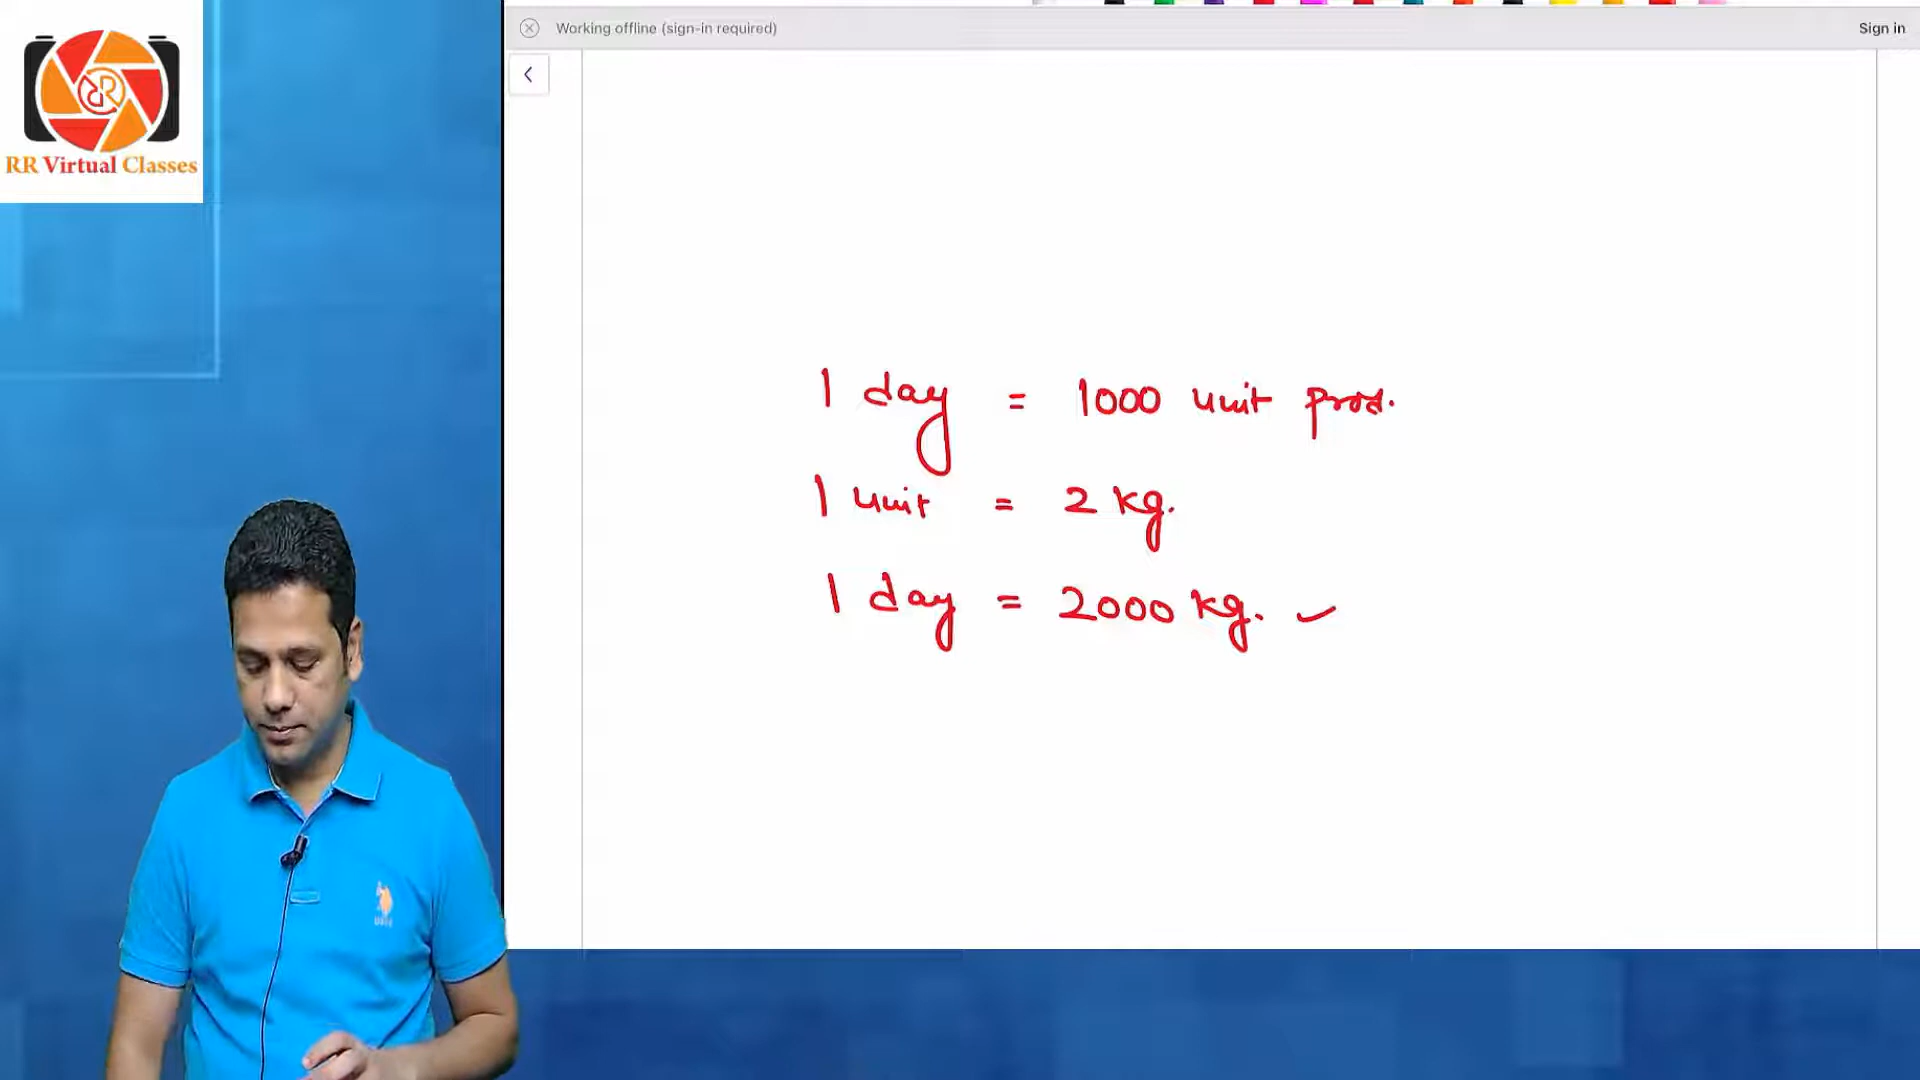 RR Virtual Classes
Working offline (sign-in required)
Sign in
1 day = 1000 unit prod.
1 unit = 2 kg.
1 day = 2000 kg.